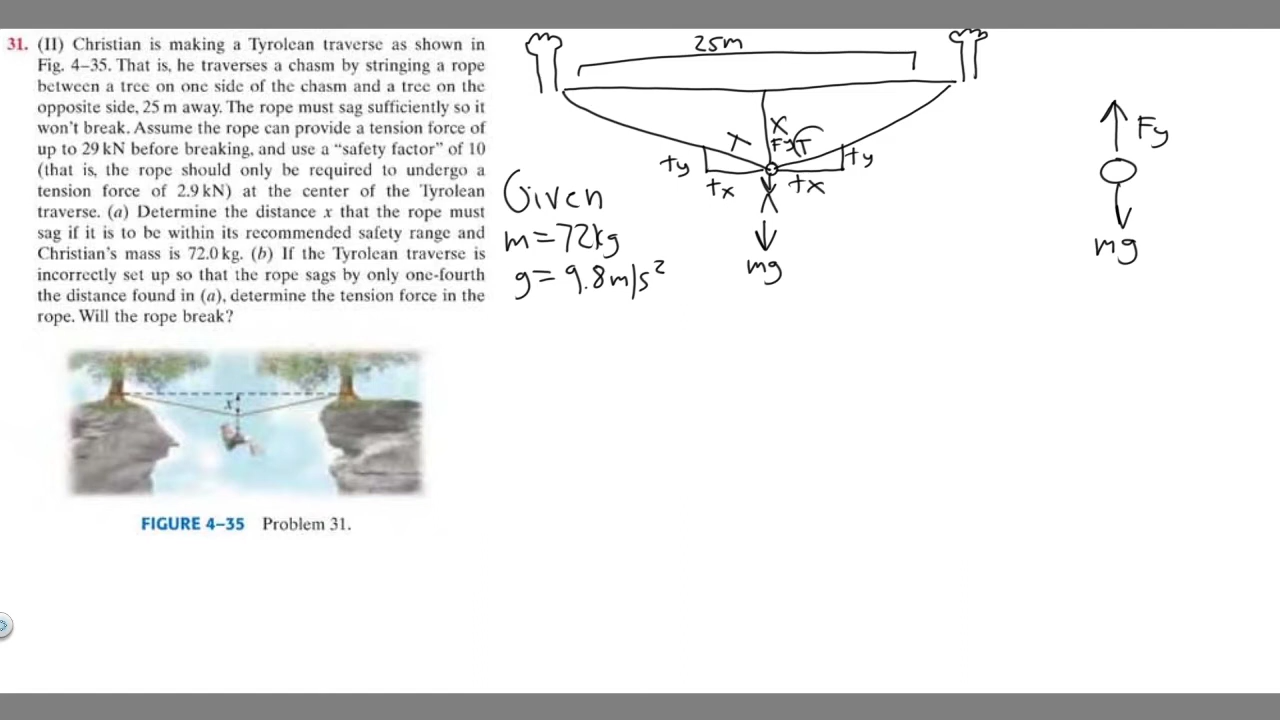 31. (II) Christian is making a Tyrolean traverse as shown in
Fig. 4–35. That is, he traverses a chasm by stringing a rope
between a tree on one side of the chasm and a tree on the
opposite side, 25 m away. The rope must sag sufficiently so it
won't break. Assume the rope can provide a tension force of
up to 29 kN before breaking, and use a "safety factor" of 10
(that is, the rope should only be required to undergo a
tension force of 2.9 kN) at the center of the Tyrolean
traverse. (a) Determine the distance x that the rope must
sag if it is to be within its recommended safety range and
Christian's mass is 72.0 kg. (b) If the Tyrolean traverse is
incorrectly set up so that the rope sags by only one-fourth
the distance found in (a), determine the tension force in the
rope. Will the rope break?
x
FIGURE 4–35 Problem 31.
25m
x
Fy
T
ty
ty
tx
tx
mg
Given
m=72kg
g=9.8m/s²
Fy
mg